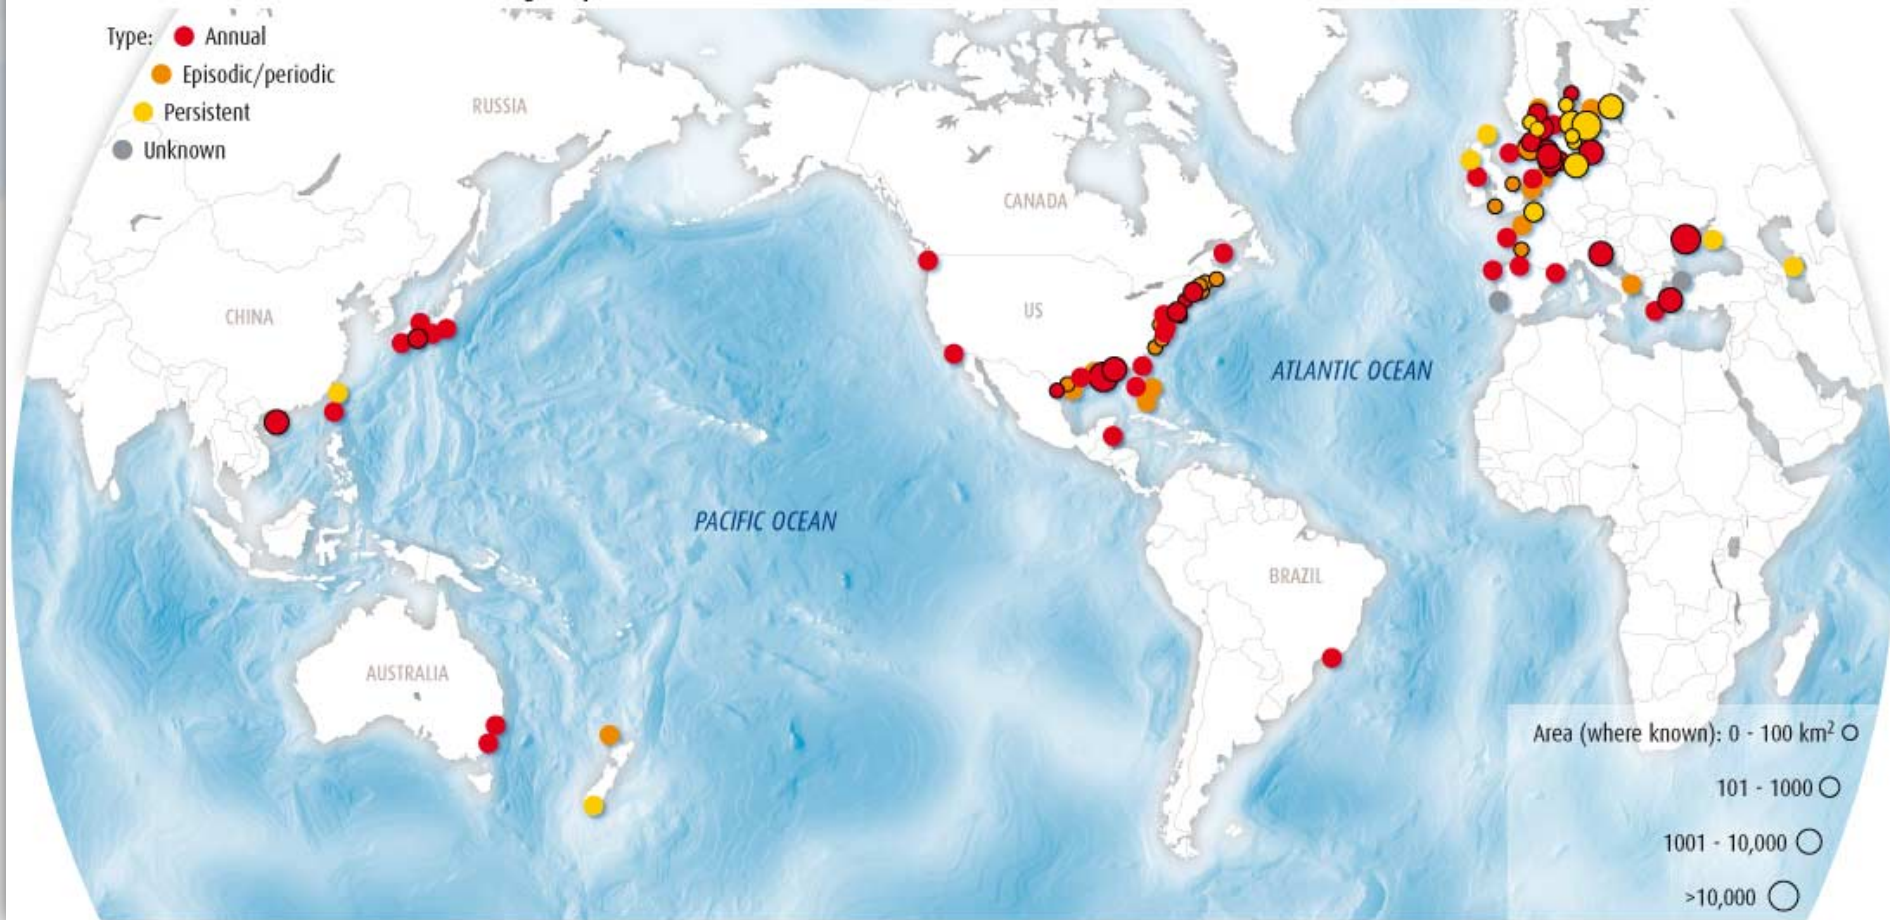 Type: Annual
Episodic/periodic
Persistent
Unknown
RUSSIA
CANADA
CHINA
US
ATLANTIC OCEAN
PACIFIC OCEAN
BRAZIL
AUSTRALIA
Area (where known): 0 - 100 km²
101 - 1000
1001 - 10,000
>10,000